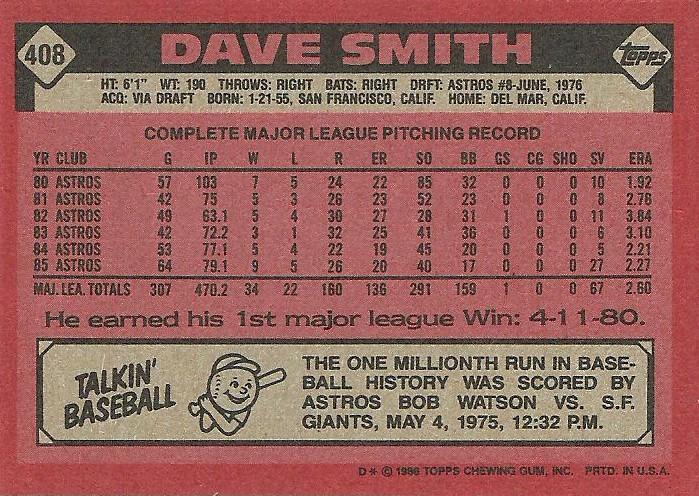 408 DAVE SMITH topps
HT: 6'1" WT: 190 THROWS: RIGHT BATS: RIGHT DRFT: ASTROS #8-JUNE, 1976
ACQ: VIA DRAFT BORN: 1-21-55, SAN FRANCISCO, CALIF. HOME: DEL MAR, CALIF.
COMPLETE MAJOR LEAGUE PITCHING RECORD
YR CLUB G IP W L R ER SO BB GS CG SHO SV ERA
80 ASTROS 57 103 7 5 24 22 85 32 0 0 0 10 1.92
81 ASTROS 42 75 5 3 26 23 52 23 0 0 0 8 2.76
82 ASTROS 49 63.1 5 4 30 27 28 31 1 0 0 11 3.84
83 ASTROS 42 72.2 3 1 32 25 41 36 0 0 0 6 3.10
84 ASTROS 53 77.1 5 4 22 19 45 20 0 0 0 5 2.21
85 ASTROS 64 79.1 9 5 26 20 40 17 0 0 0 27 2.27
MAJ. LEA. TOTALS 307 470.2 34 22 160 136 291 159 1 0 0 67 2.60
He earned his 1st major league Win: 4-11-80.
TALKIN'
BASEBALL
THE ONE MILLIONTH RUN IN BASE-
BALL HISTORY WAS SCORED BY
ASTROS BOB WATSON VS. S.F.
GIANTS, MAY 4, 1975, 12:32 P.M.
D* © 1986 TOPPS CHEWING GUM, INC. PRTD. IN U.S.A.